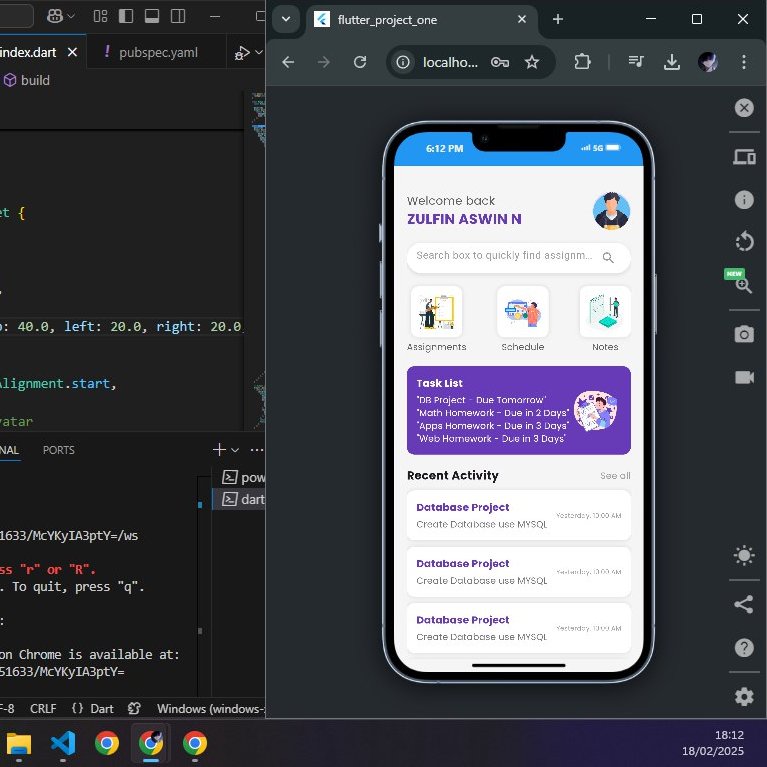 index.dart
pubspec.yaml
build
et {
: 40.0, left: 20.0, right: 20.0,
Alignment.start,
vatar
NAL
PORTS
pow
dart
51633/McYKyIA3ptY=/ws
ss "r" or "R".
. To quit, press "q".
:
on Chrome is available at:
51633/McYKyIA3ptY=
F-8
CRLF
{} Dart
Windows (windows-
flutter_project_one
localho...
6:12 PM
5G
Welcome back
ZULFIN ASWIN N
Search box to quickly find assignm...
Assignments
Schedule
Notes
Task List
"DB Project - Due Tomorrow"
"Math Homework - Due in 2 Days"
"Apps Homework - Due in 3 Days"
"Web Homework - Due in 3 Days"
Recent Activity
See all
Database Project
Create Database use MYSQL
Yesterday, 10.00 AM
Database Project
Create Database use MYSQL
Yesterday, 10.00 AM
Database Project
Create Database use MYSQL
Yesterday, 10.00 AM
NEW
18:12
18/02/2025